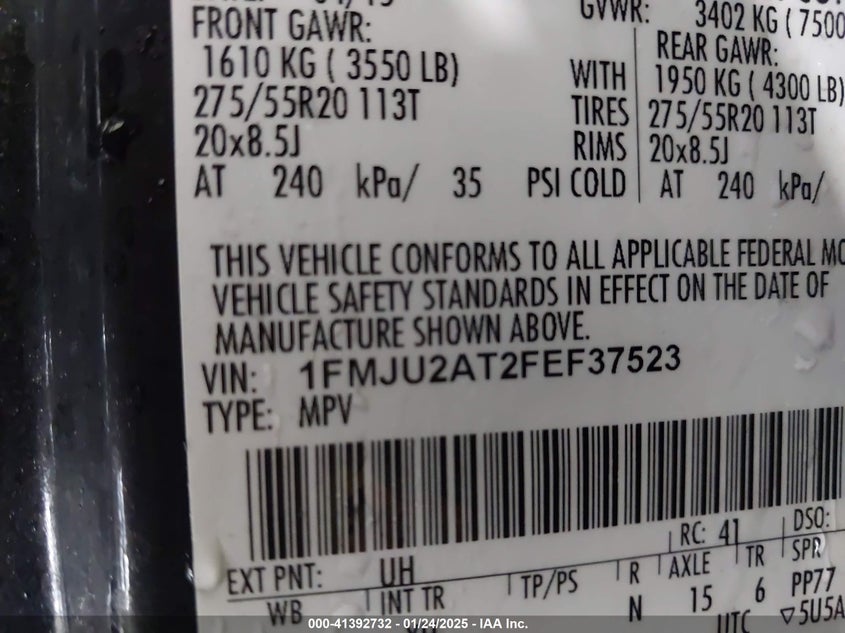 GVWR: 3402 KG (7500
FRONT GAWR: REAR GAWR:
1610 KG ( 3550 LB) WITH 1950 KG ( 4300 LB)
275/55R20 113T TIRES 275/55R20 113T
20x8.5J RIMS 20x8.5J
AT 240 kPa/ 35 PSI COLD AT 240 kPa/
THIS VEHICLE CONFORMS TO ALL APPLICABLE FEDERAL MO
VEHICLE SAFETY STANDARDS IN EFFECT ON THE DATE OF
MANUFACTURE SHOWN ABOVE.
VIN: 1FMJU2AT2FEF37523
TYPE: MPV
RC: 41 DSO:
EXT PNT: UH
WB INT TR TP/PS R AXLE TR SPR
N 15 6 PP77
UTC ▽5U5A
000-41392732 - 01/24/2025 - IAAI.com